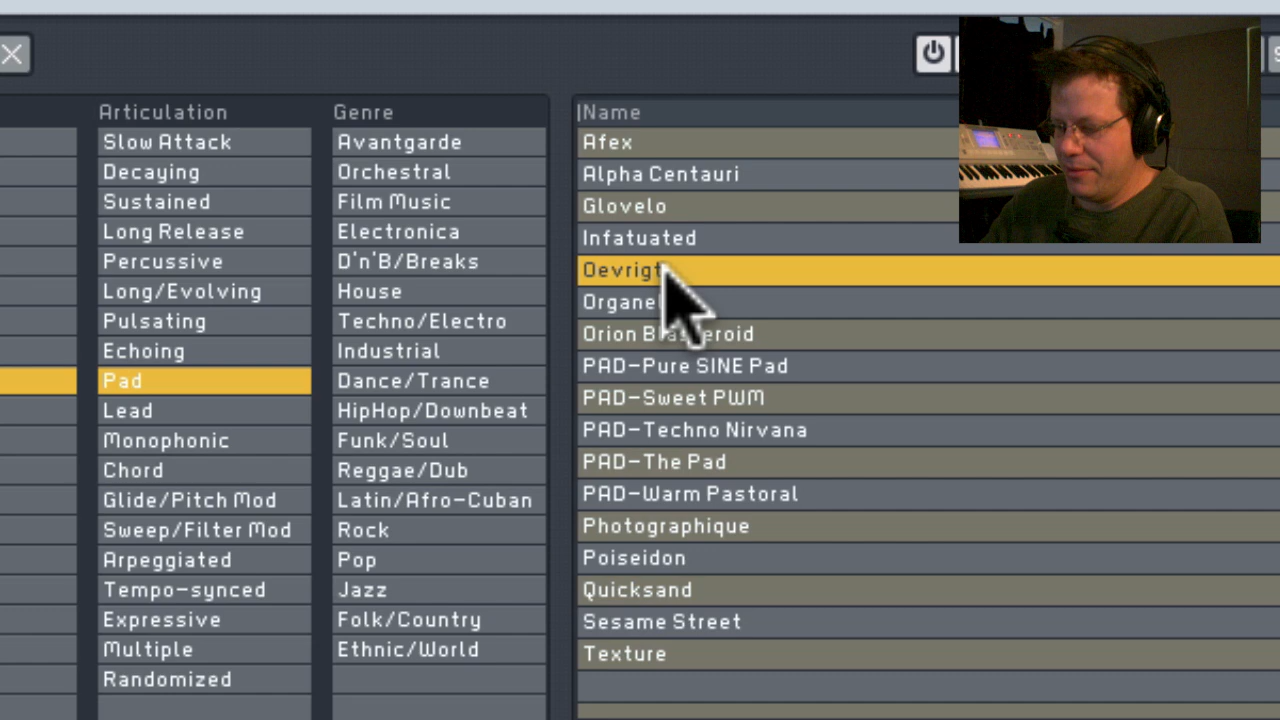 Articulation
Slow Attack
Decaying
Sustained
Long Release
Percussive
Long/Evolving
Pulsating
Echoing
Pad
Lead
Monophonic
Chord
Glide/Pitch Mod
Sweep/Filter Mod
Arpeggiated
Tempo-synced
Expressive
Multiple
Randomized
Genre
Avantgarde
Orchestral
Film Music
Electronica
D'n'B/Breaks
House
Techno/Electro
Industrial
Dance/Trance
HipHop/Downbeat
Funk/Soul
Reggae/Dub
Latin/Afro-Cuban
Rock
Pop
Jazz
Folk/Country
Ethnic/World
Name
Afex
Alpha Centauri
Glovelo
Infatuated
Orion
PAD-Pure SINE Pad
PAD-Sweet PWM
PAD-Techno Nirvana
PAD-The Pad
PAD-Warm Pastoral
Photographique
Poiseidon
Quicksand
Sesame Street
Texture